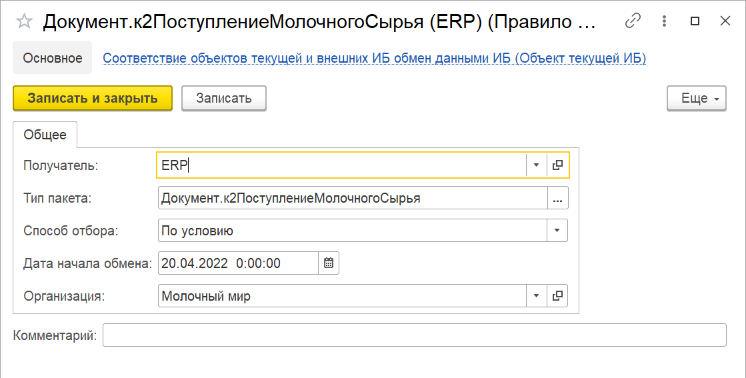 Документ.к2ПоступлениеМолочногоСырья (ERP) (Правило ...
Основное Соответствие объектов текущей и внешних ИБ обмен данными ИБ (Объект текущей ИБ)
Записать и закрыть Записать Еще
Общее
Получатель: ERP
Тип пакета: Документ.к2ПоступлениеМолочногоСырья ...
Способ отбора: По условию
Дата начала обмена: 20.04.2022 0:00:00
Организация: Молочный мир
Комментарий: